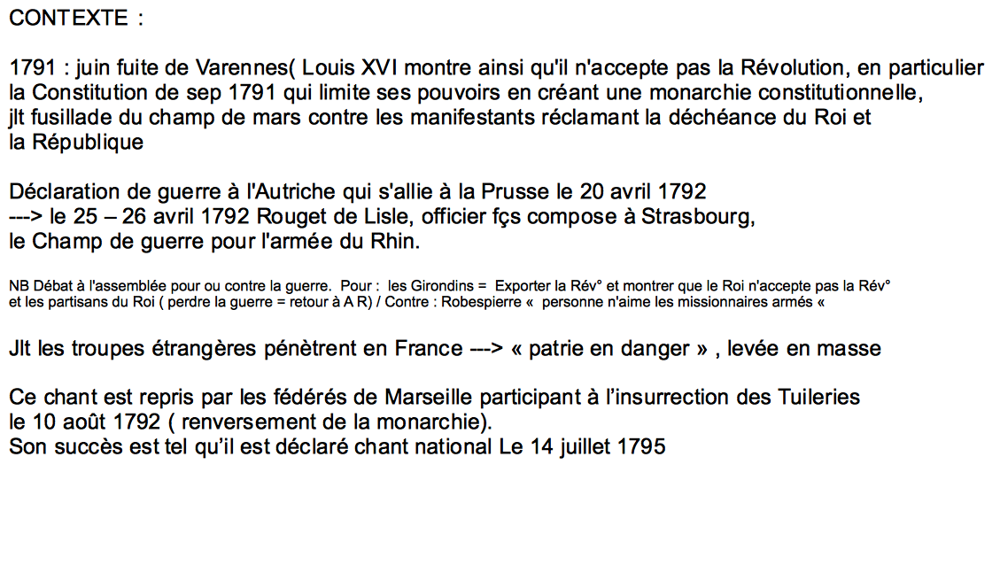 CONTEXTE :
1791 : juin fuite de Varennes( Louis XVI montre ainsi qu'il n'accepte pas la Révolution, en particulier
la Constitution de sep 1791 qui limite ses pouvoirs en créant une monarchie constitutionnelle,
jlt fusillade du champ de mars contre les manifestants réclamant la déchéance du Roi et
la République
Déclaration de guerre à l'Autriche qui s'allie à la Prusse le 20 avril 1792
---> le 25 – 26 avril 1792 Rouget de Lisle, officier fçs compose à Strasbourg,
le Champ de guerre pour l'armée du Rhin.
NB Débat à l'assemblée pour ou contre la guerre. Pour : les Girondins = Exporter la Rév° et montrer que le Roi n'accepte pas la Rév°
et les partisans du Roi ( perdre la guerre = retour à A R) / Contre : Robespierre « personne n'aime les missionnaires armés «
Jlt les troupes étrangères pénètrent en France ---> « patrie en danger » , levée en masse
Ce chant est repris par les fédérés de Marseille participant à l’insurrection des Tuileries
le 10 août 1792 ( renversement de la monarchie).
Son succès est tel qu’il est déclaré chant national Le 14 juillet 1795